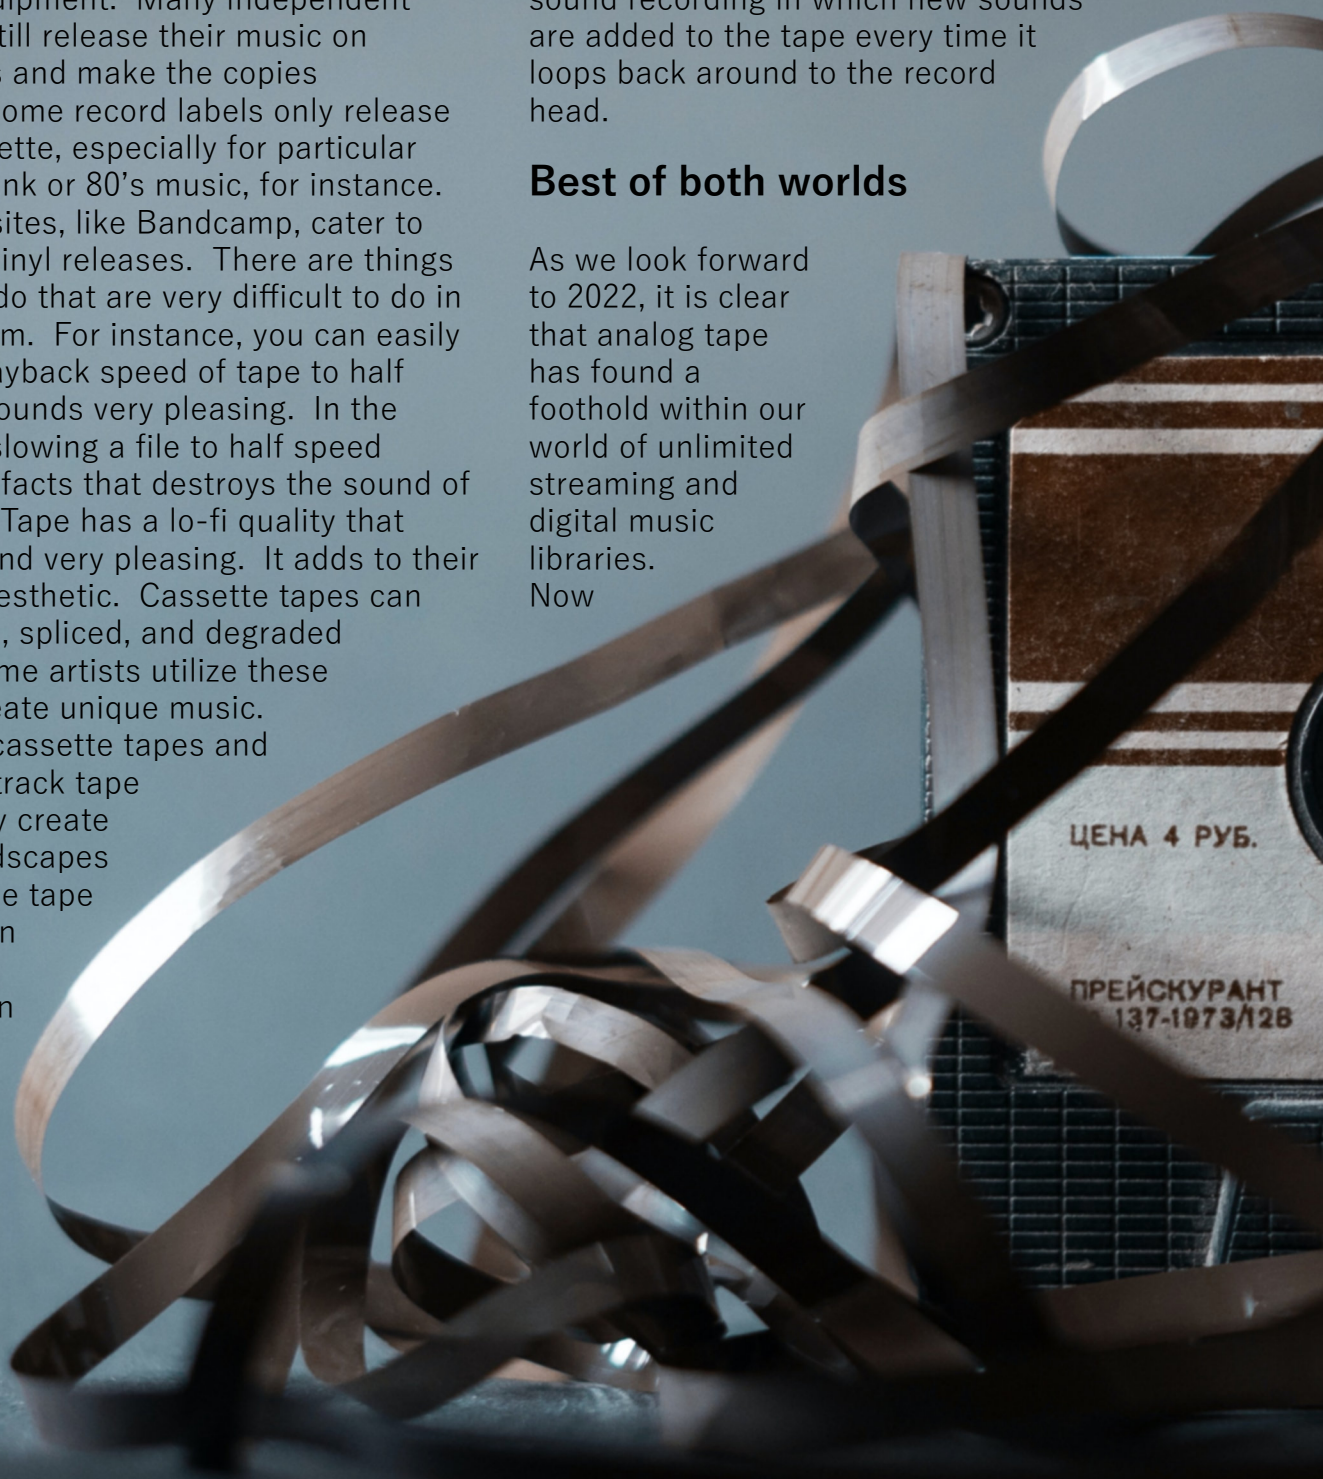 ipment. Many independent
till release their music on
s and make the copies
ome record labels only release
ette, especially for particular
nk or 80’s music, for instance.
sites, like Bandcamp, cater to
inyl releases. There are things
do that are very difficult to do in
m. For instance, you can easily
ayback speed of tape to half
ounds very pleasing. In the
slowing a file to half speed
facts that destroys the sound of
Tape has a lo-fi quality that
nd very pleasing. It adds to their
esthetic. Cassette tapes can
, spliced, and degraded
me artists utilize these
eate unique music.
cassette tapes and
track tape
y create
dscapes
e tape
n
n
sound recording in which new sounds
are added to the tape every time it
loops back around to the record
head.
Best of both worlds
As we look forward
to 2022, it is clear
that analog tape
has found a
foothold within our
world of unlimited
streaming and
digital music
libraries.
Now
ЦЕНА 4 РУБ.
ПРЕЙСКУРАНТ
137-1973/128